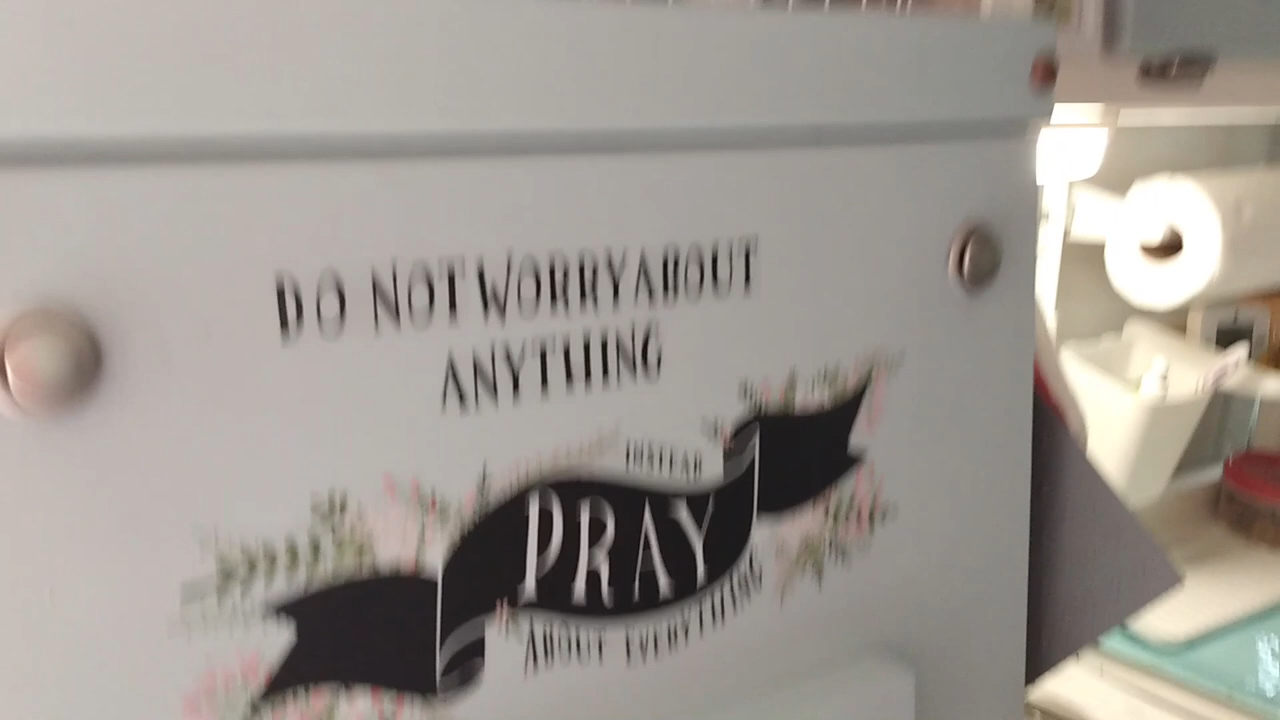 DO NOT WORRY ABOUT
ANYTHING
INSTEAD
PRAY
ABOUT EVERYTHING